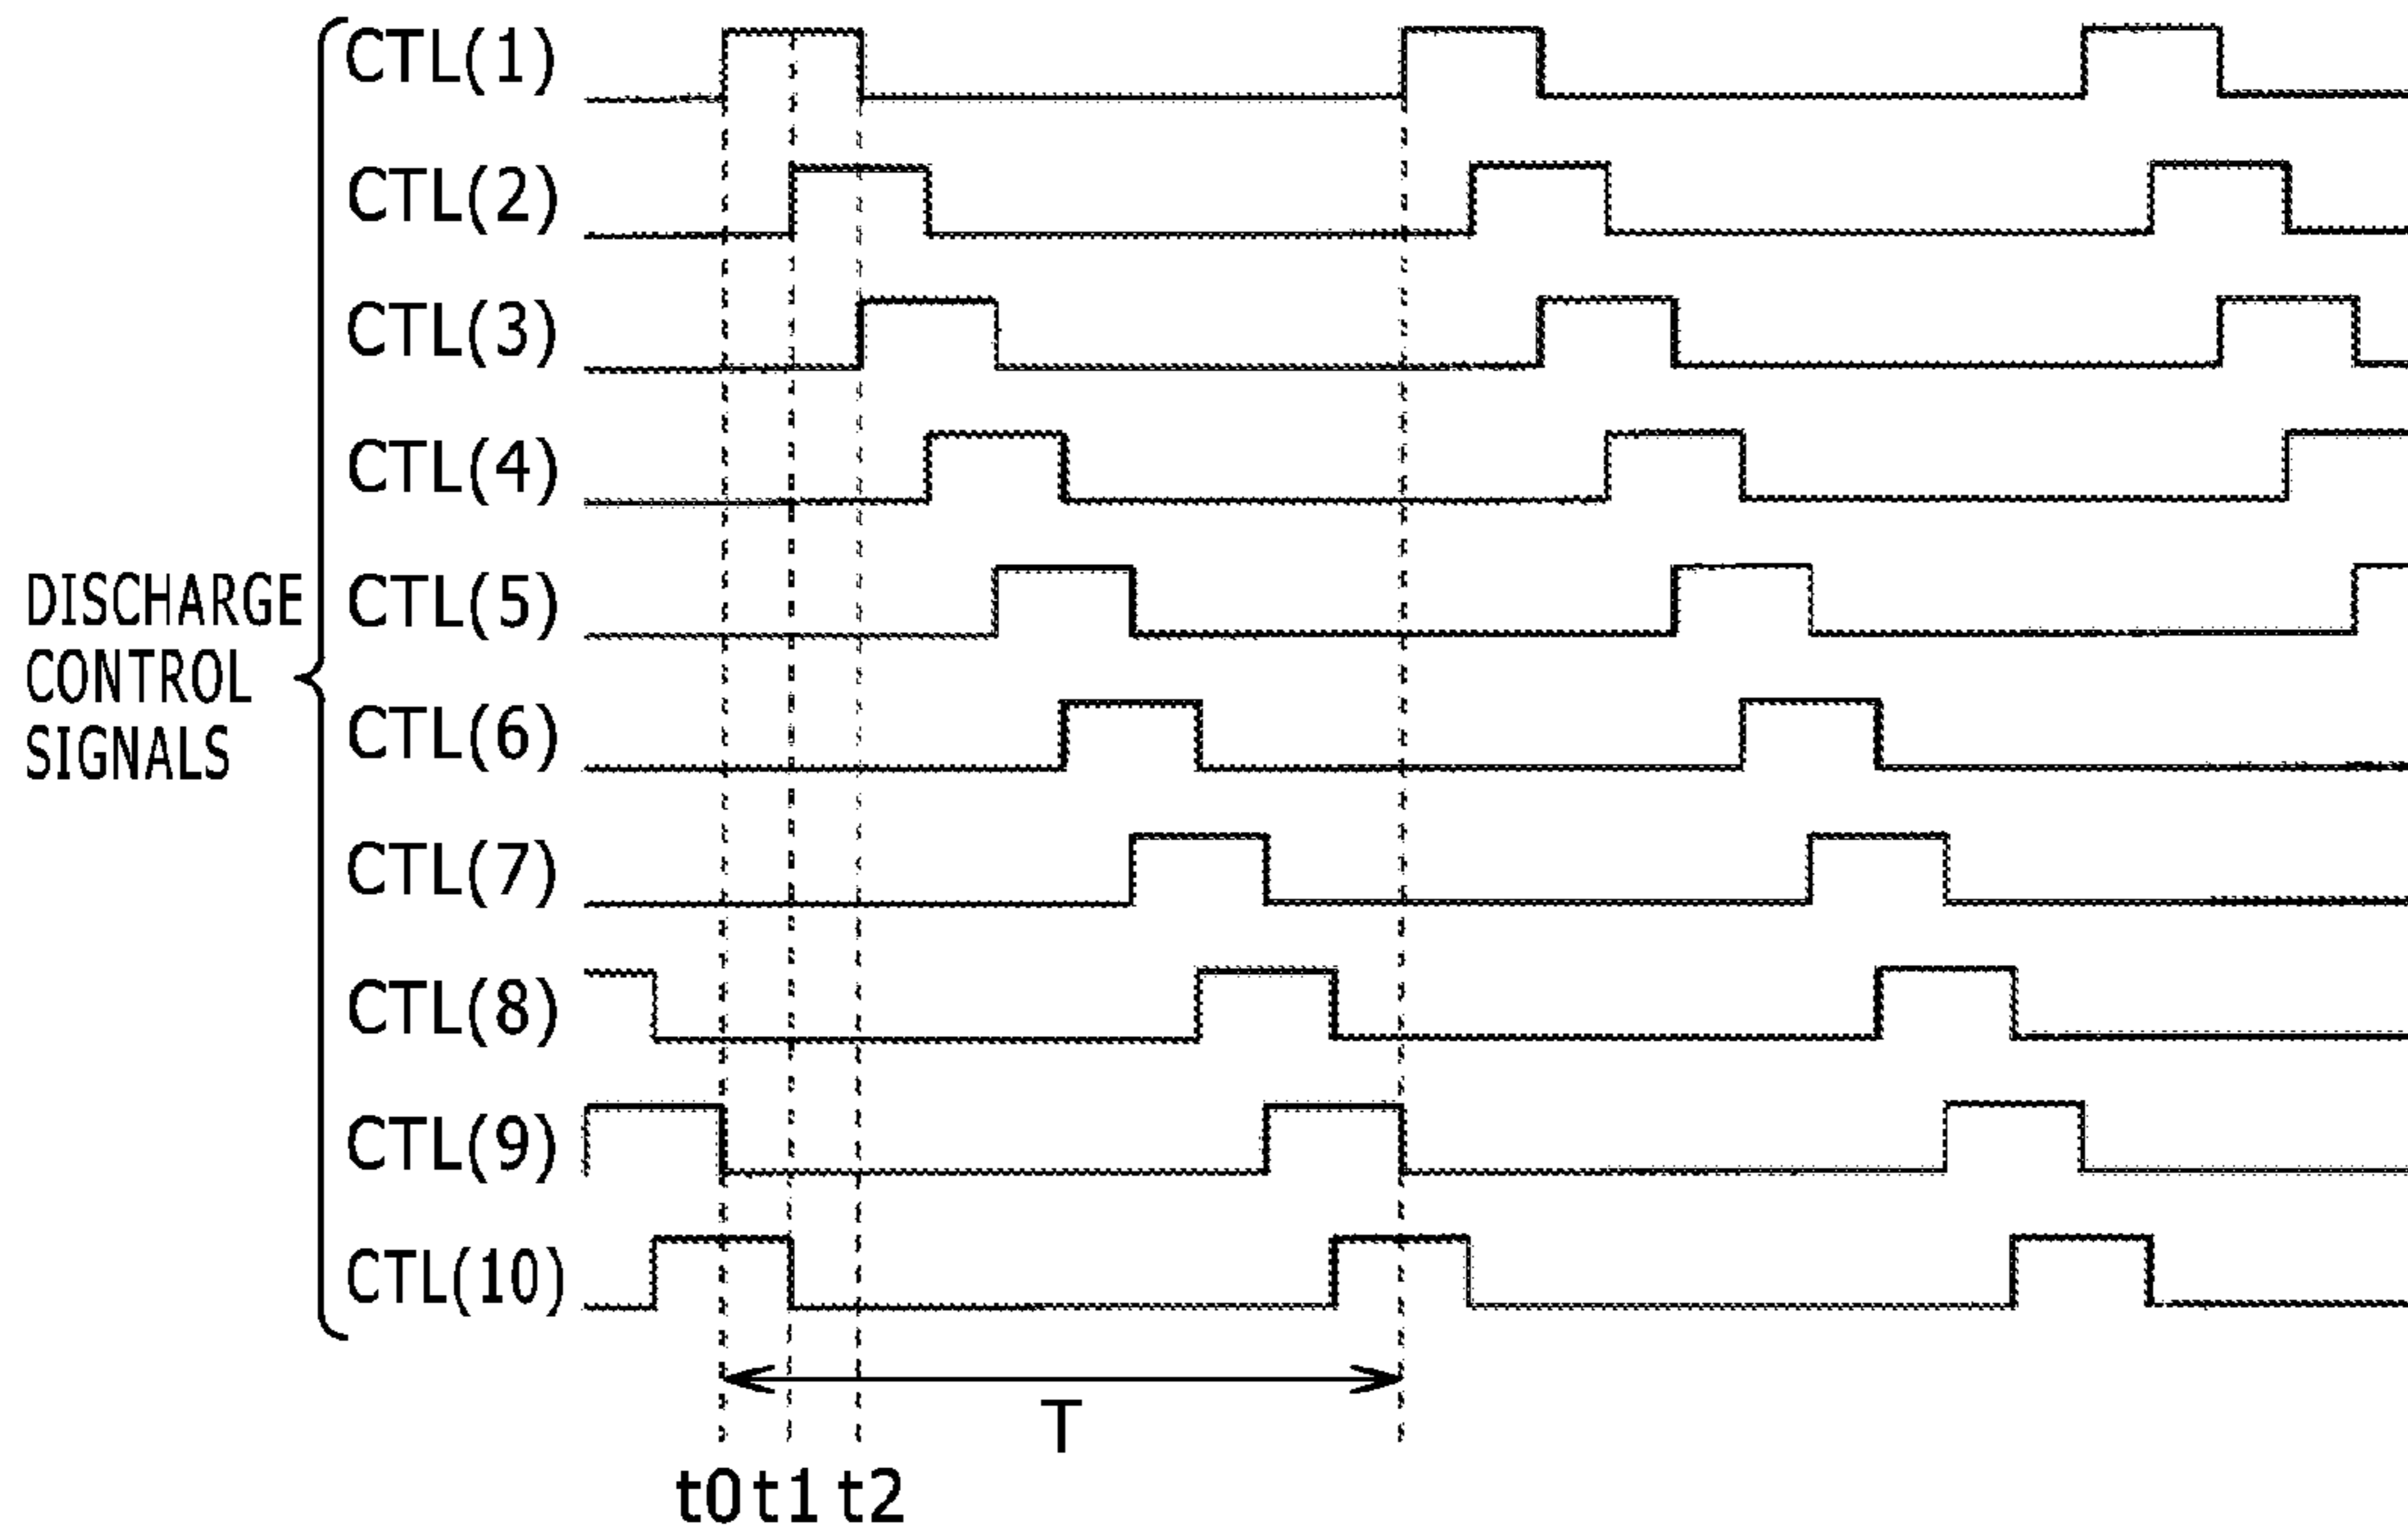 CTL(1)
CTL(2)
CTL(3)
CTL(4)
DISCHARGE
CONTROL
SIGNALS
CTL(5)
CTL(6)
CTL(7)
CTL(8)
CTL(9)
CTL(10)
T
t0 t1 t2